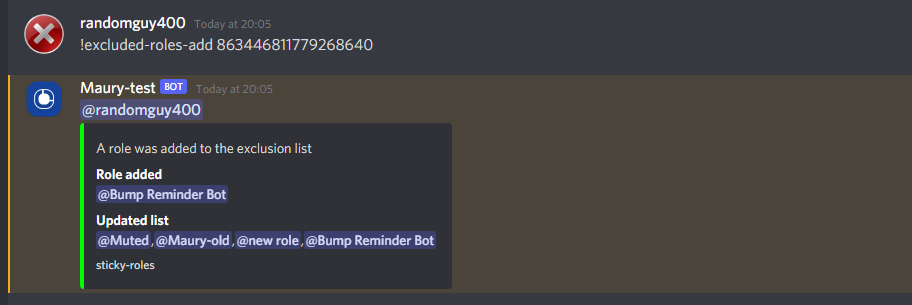 randomguy400 Today at 20:05
!excluded-roles-add 863446811779268640
Maury-test BOT Today at 20:05
@randomguy400
A role was added to the exclusion list
Role added
@Bump Reminder Bot
Updated list
@Muted,@Maury-old,@new role,@Bump Reminder Bot
sticky-roles